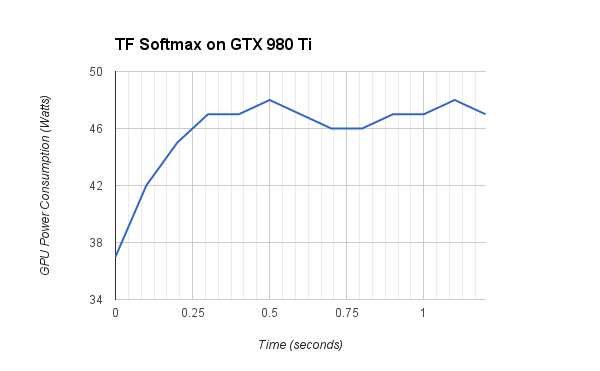 TF Softmax on GTX 980 Ti
50
46
42
38
34
GPU Power Consumption (Watts)
0 0.25 0.5 0.75 1
Time (seconds)